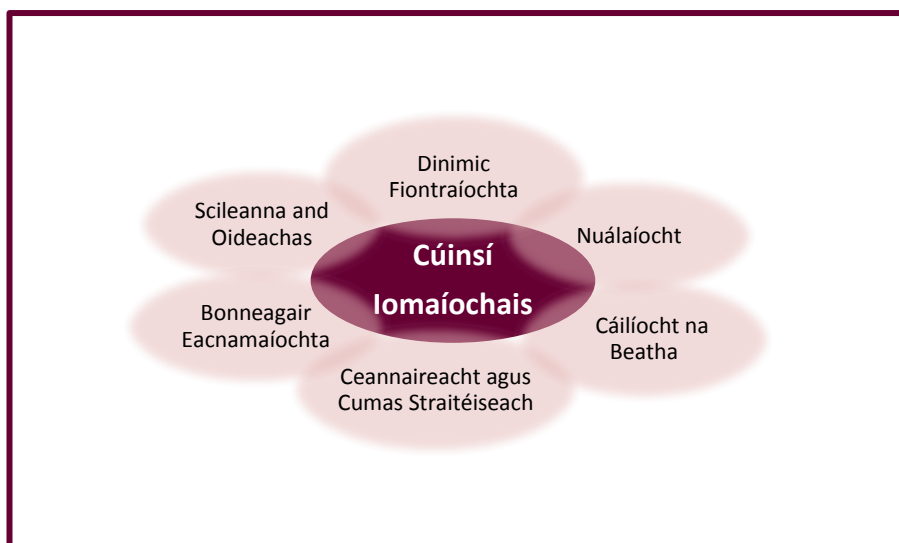 Dinimic
Fiontraíochta
Scileanna and
Oideachas
Nuálaíocht
Cúinsí
Iomaíochais
Bonneagair
Eacnamaíochta
Cáilíocht na
Beatha
Ceannaireacht agus
Cumas Straitéiseach